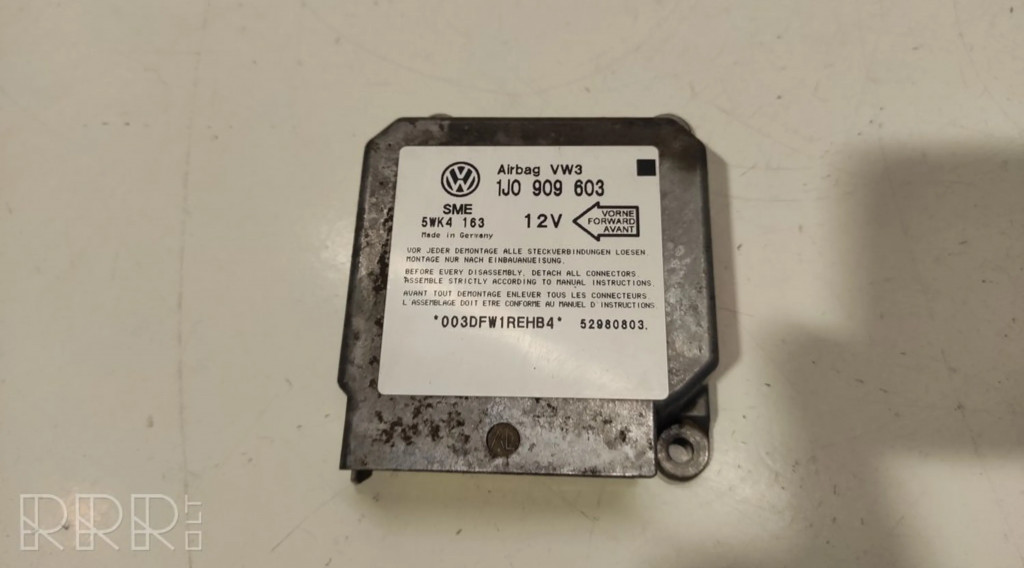 Airbag VW3
1J0 909 603
SME
5WK4 163
Made in Germany
12V
VORNE
FORWARD
AVANT
VOR JEDER DEMONTAGE ALLE STECKVERBINDUNGEN LOESEN
MONTAGE NUR NACH EINBAUANWEISUNG.
BEFORE EVERY DISASSEMBLY, DETACH ALL CONNECTORS.
ASSEMBLE STRICTLY ACCORDING TO MANUAL INSTRUCTIONS.
AVANT TOUT DEMONTAGE ENLEVER TOUS LES CONNECTEURS.
L'ASSEMBLAGE DOIT ETRE CONFORME AU MANUEL D'INSTRUCTIONS.
*003DFW1REHB4* 52980803.
RRR.LT